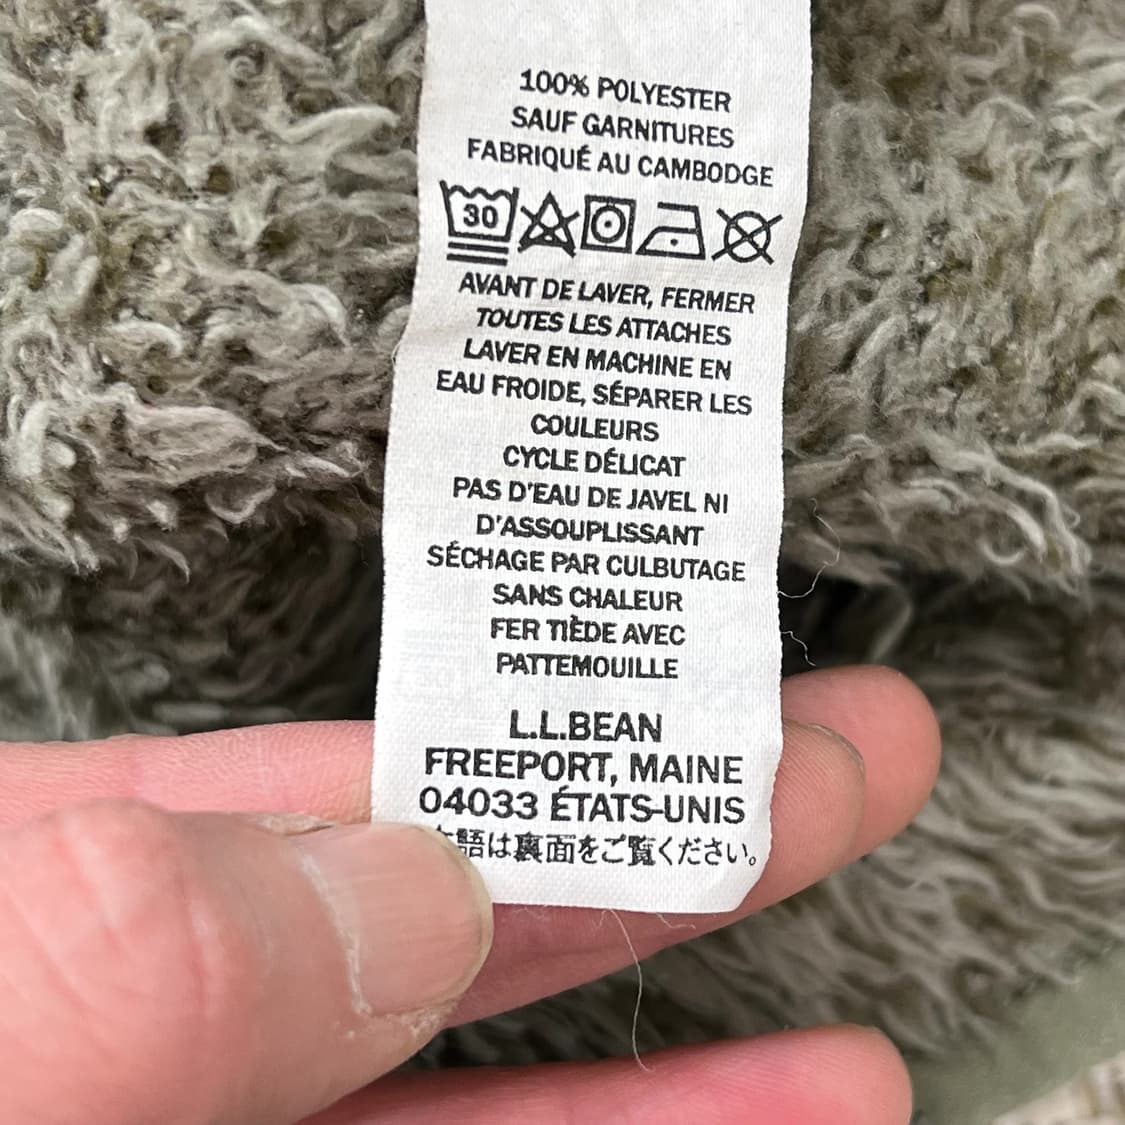 100% POLYESTER
SAUF GARNITURES
FABRIQUÉ AU CAMBODGE
30
AVANT DE LAVER, FERMER
TOUTES LES ATTACHES
LAVER EN MACHINE EN
EAU FROIDE, SÉPARER LES
COULEURS
CYCLE DÉLICAT
PAS D'EAU DE JAVEL NI
D'ASSOUPLISSANT
SÉCHAGE PAR CULBUTAGE
SANS CHALEUR
FER TIÈDE AVEC
PATTEMOUILLE
L.L.BEAN
FREEPORT, MAINE
04033 ÉTATS-UNIS
語は裏面をご覧ください。